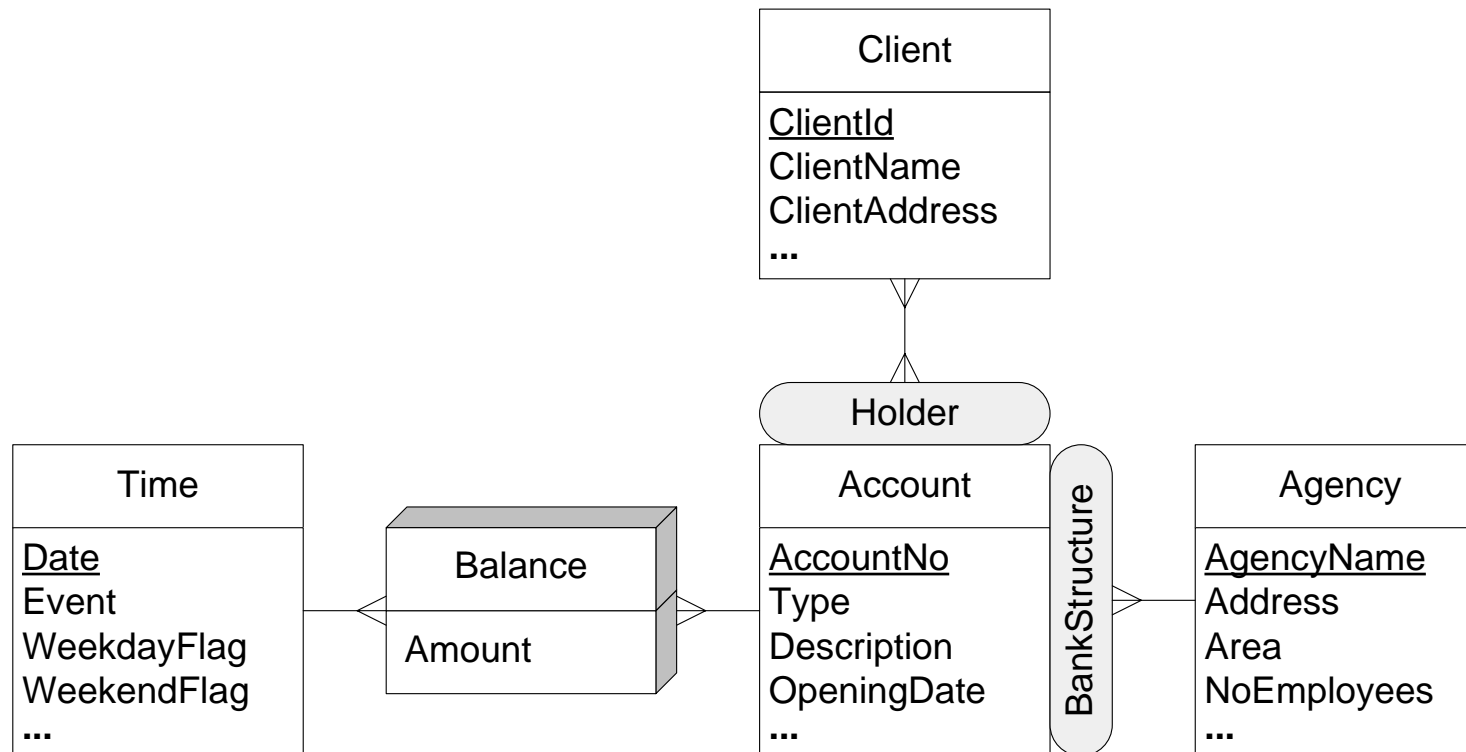 Client
ClientId
ClientName
ClientAddress
...
Holder
Time
Date
Event
WeekdayFlag
WeekendFlag
...
Balance
Amount
Account
AccountNo
Type
Description
OpeningDate
...
BankStructure
Agency
AgencyName
Address
Area
NoEmployees
...